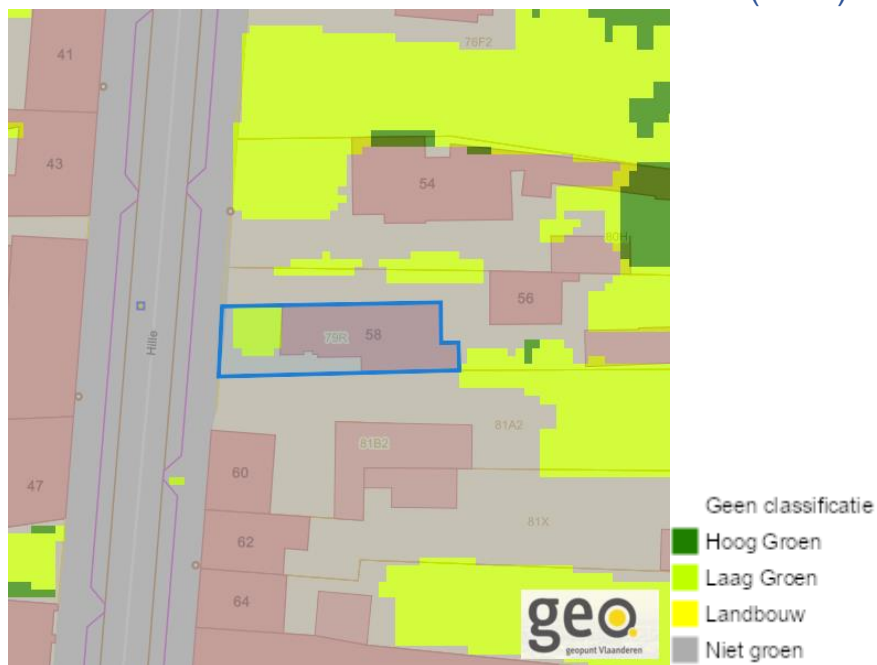 76F2
41
43
54
80H
56
58
79R
Hille
81A2
81B2
47
60
81X
62
64
geo
geopunt Vlaanderen
Geen classificatie
Hoog Groen
Laag Groen
Landbouw
Niet groen